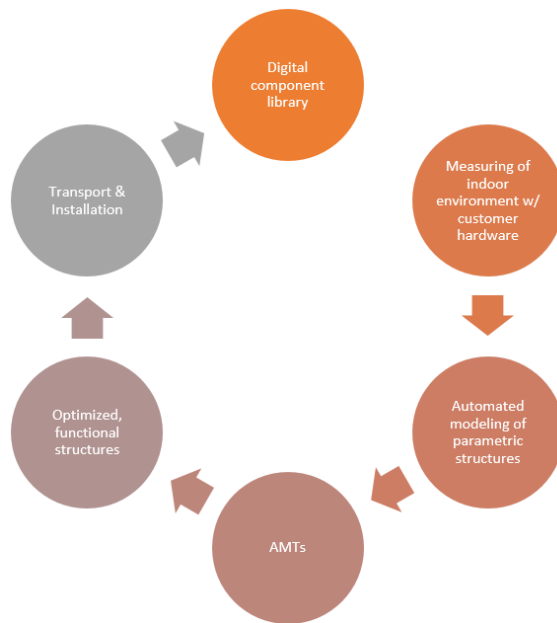 Digital
component
library
Measuring of
indoor
environment w/
customer
hardware
Automated
modeling of
parametric
structures
AMTs
Optimized,
functional
structures
Transport &
Installation